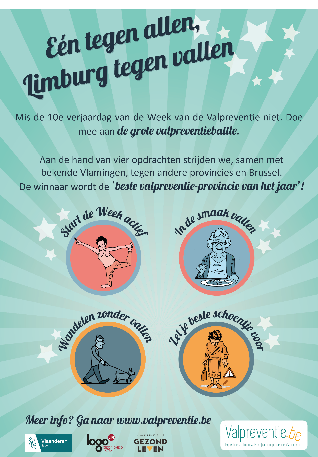 Eén tegen allen,
Limburg tegen vallen
Mis de 10e verjaardag van de Week van de Valpreventie niet. Doe
mee aan de grote valpreventiebattle.
Aan de hand van vier opdrachten strijden we, samen met
bekende Vlamingen, tegen andere provincies en Brussel.
De winnaar wordt de 'beste valpreventie-provincie van het jaar'!
Start de Week actief
In de smaak vallen
Wandelen zonder vallen
Zet je beste schoentje voor
Meer info? Ga naar www.valpreventie.be
Vlaanderen
logo
GEZOND
LEVEN
Valpreventie.be